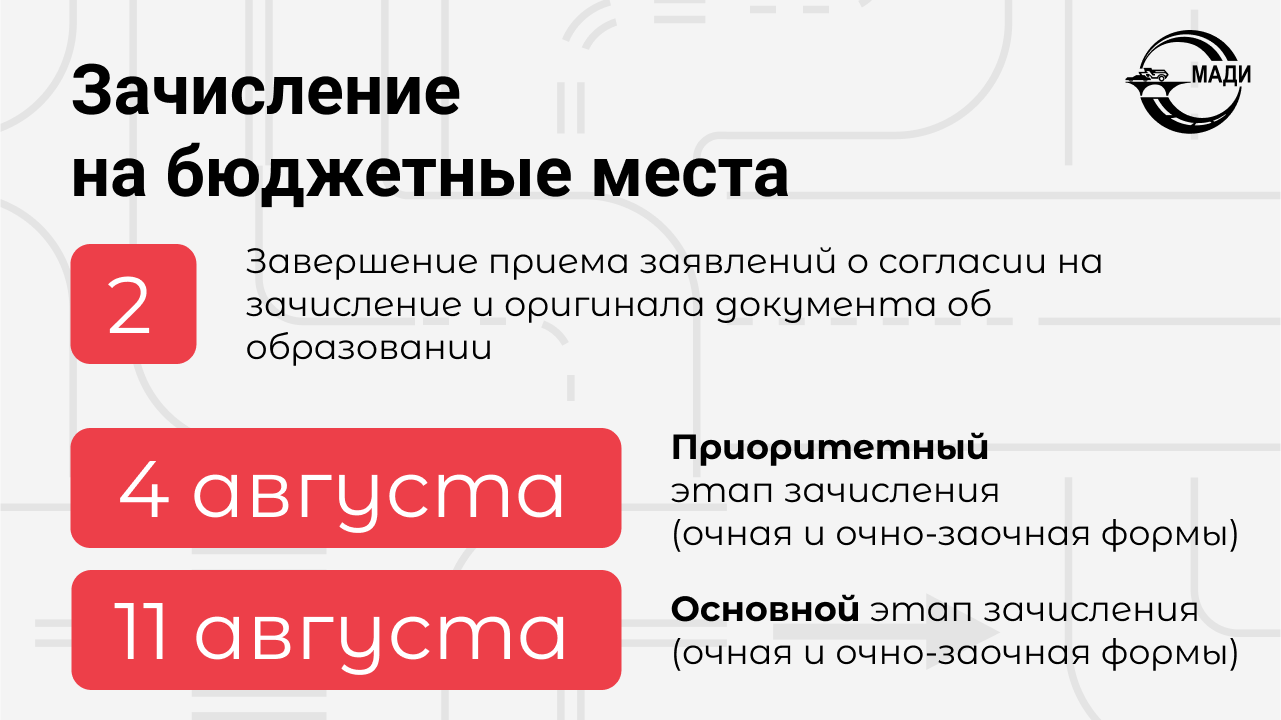 Зачисление
на бюджетные места
МАДИ
2
Завершение приема заявлений о согласии на
зачисление и оригинала документа об
образовании
4 августа
Приоритетный
этап зачисления
(очная и очно-заочная формы)
11 августа
Основной этап зачисления
(очная и очно-заочная формы)